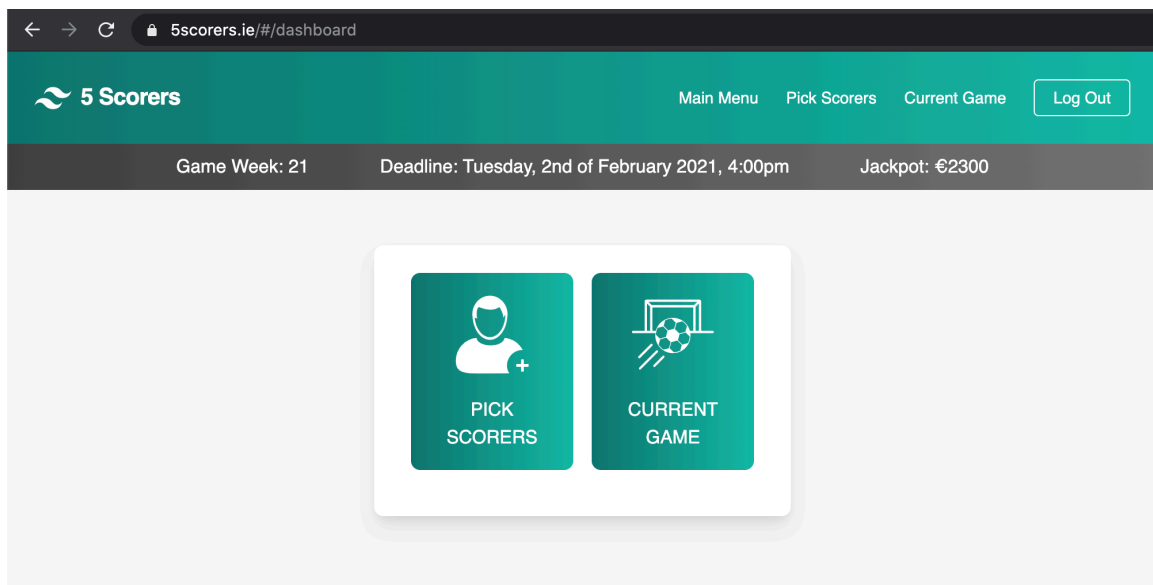 5scorers.ie/#/dashboard
5 Scorers
Main Menu Pick Scorers Current Game Log Out
Game Week: 21 Deadline: Tuesday, 2nd of February 2021, 4:00pm Jackpot: €2300
PICK
SCORERS
CURRENT
GAME